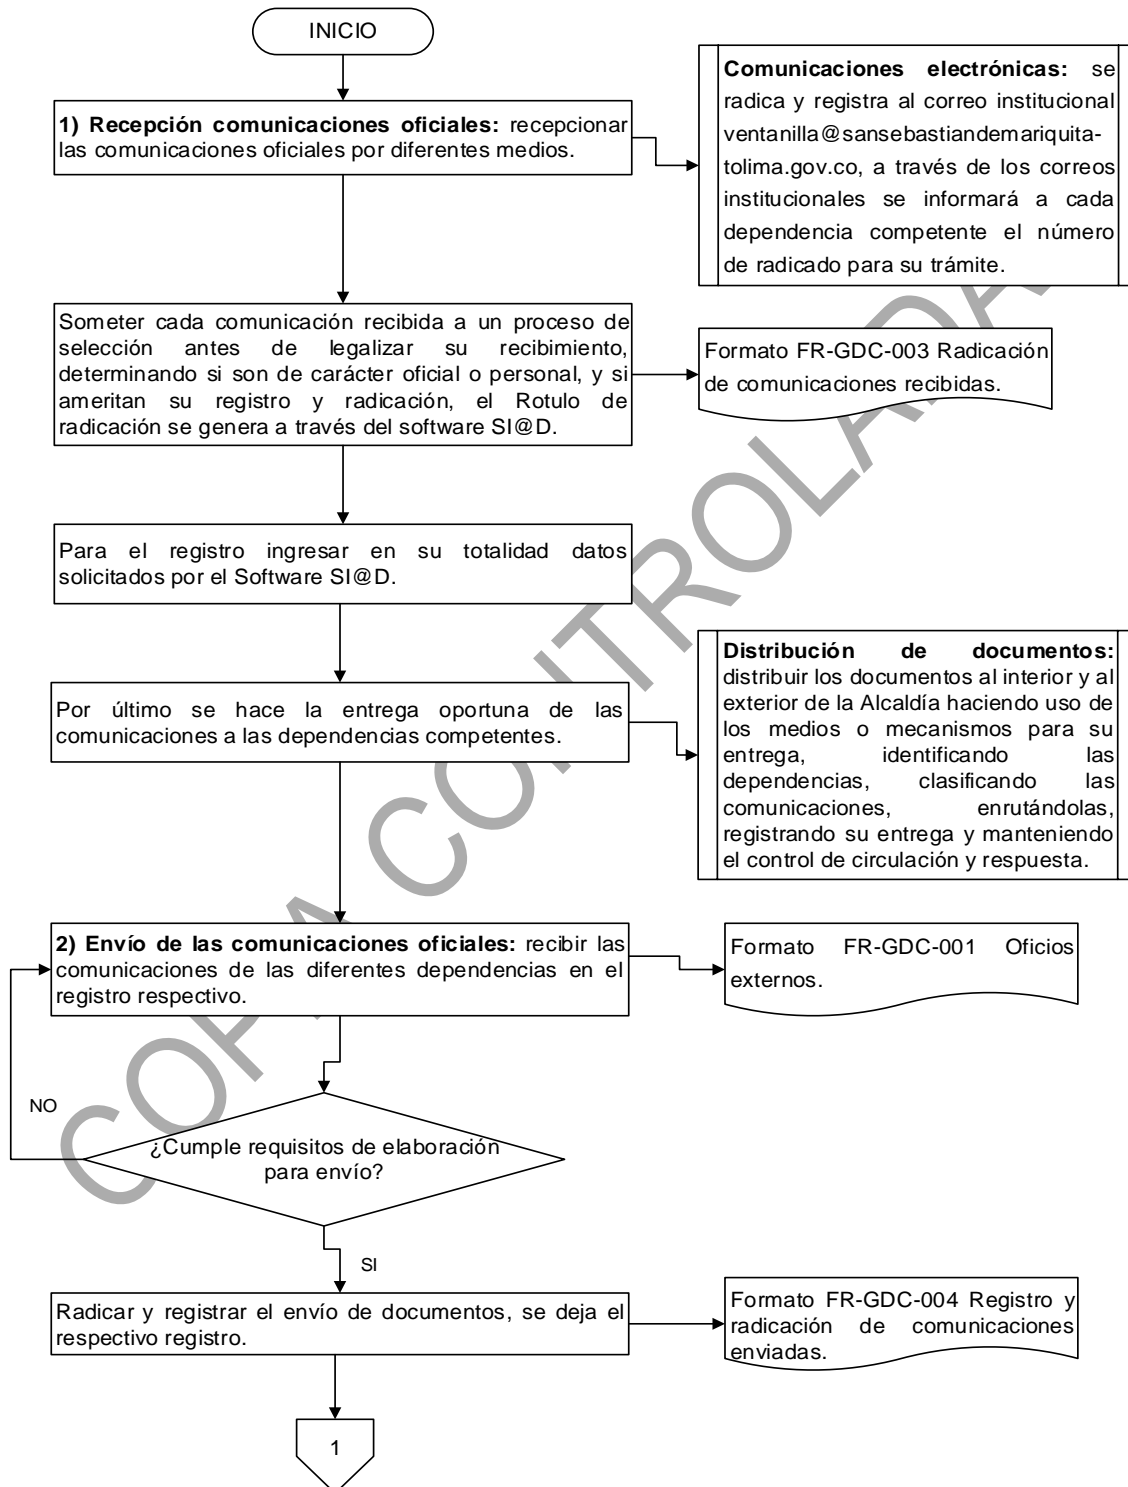 INICIO
1) Recepción comunicaciones oficiales: recepcionar
las comunicaciones oficiales por diferentes medios.
Comunicaciones electrónicas: se
radica y registra al correo institucional
ventanilla@sansebastiandemariquita-
tolima.gov.co, a través de los correos
institucionales se informará a cada
dependencia competente el número
de radicado para su trámite.
Someter cada comunicación recibida a un proceso de
selección antes de legalizar su recibimiento,
determinando si son de carácter oficial o personal, y si
ameritan su registro y radicación, el Rotulo de
radicación se genera a través del software SI@D.
Formato FR-GDC-003 Radicación
de comunicaciones recibidas.
Para el registro ingresar en su totalidad datos
solicitados por el Software SI@D.
Por último se hace la entrega oportuna de las
comunicaciones a las dependencias competentes.
Distribución de documentos:
distribuir los documentos al interior y al
exterior de la Alcaldía haciendo uso de
los medios o mecanismos para su
entrega, identificando las
dependencias, clasificando las
comunicaciones, enrutándolas,
registrando su entrega y manteniendo
el control de circulación y respuesta.
2) Envío de las comunicaciones oficiales: recibir las
comunicaciones de las diferentes dependencias en el
registro respectivo.
Formato FR-GDC-001 Oficios
externos.
NO
¿Cumple requisitos de elaboración
para envío?
SI
Radicar y registrar el envío de documentos, se deja el
respectivo registro.
Formato FR-GDC-004 Registro y
radicación de comunicaciones
enviadas.
1
COPIA CONTROLADA